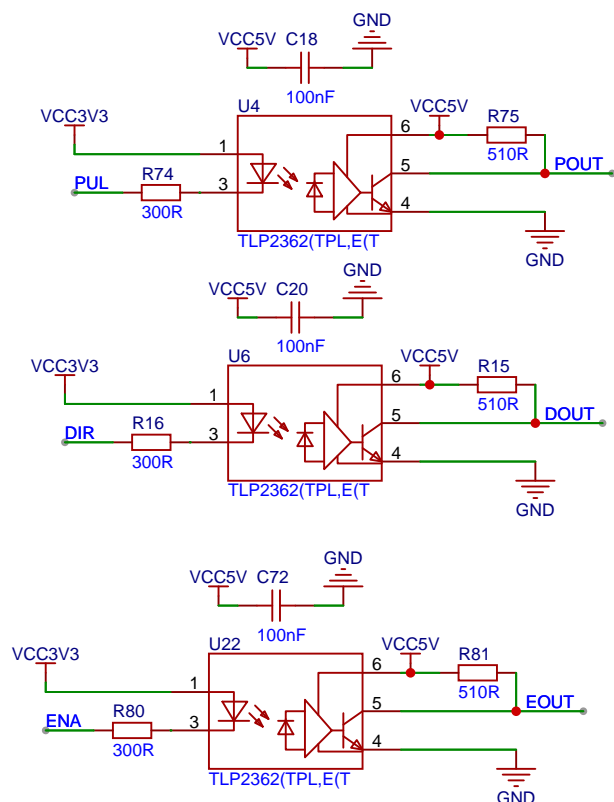 GND
VCC5V C18
100nF
VCC3V3
U4
VCC5V
R75
1
6
510R
R74
5
POUT
PUL
3
300R
4
TLP2362(TPL,E(T
GND
GND
VCC5V C20
100nF
VCC3V3
U6
VCC5V
R15
1
6
510R
R16
5
DOUT
DIR
3
300R
4
TLP2362(TPL,E(T
GND
GND
VCC5V C72
100nF
VCC3V3
U22
VCC5V
R81
1
6
510R
R80
5
EOUT
ENA
3
300R
4
TLP2362(TPL,E(T
GND